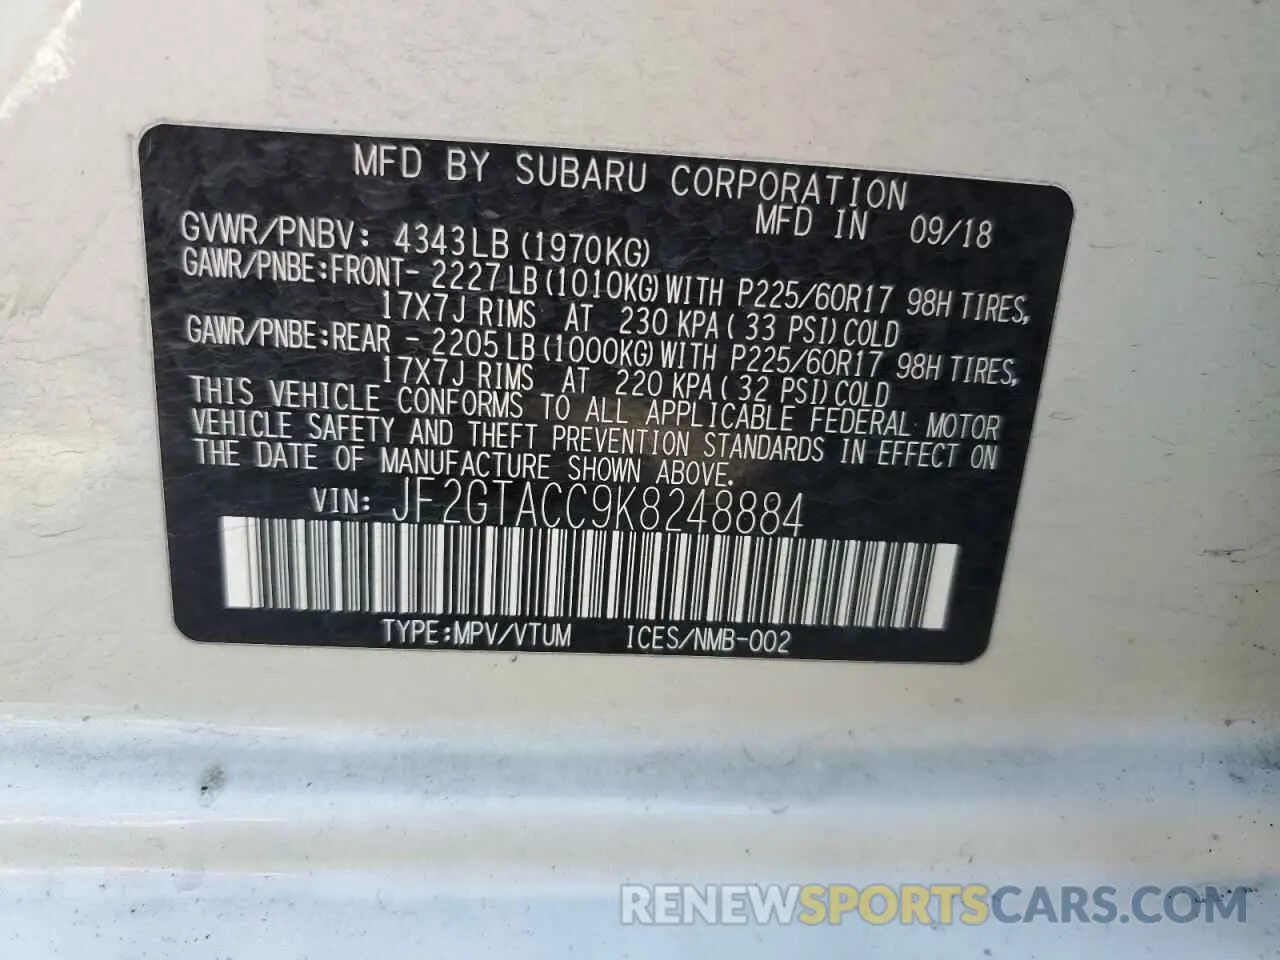 MFD BY SUBARU CORPORATION
MFD IN 09/18
GVWR/PNBV: 4343LB (1970KG)
GAWR/PNBE:FRONT- 2227LB (1010KG) WITH P225/60R17 98H TIRES,
17X7J RIMS AT 230 KPA ( 33 PSI) COLD
GAWR/PNBE:REAR - 2205LB (1000KG) WITH P225/60R17 98H TIRES,
17X7J RIMS AT 220 KPA ( 32 PSI) COLD
THIS VEHICLE CONFORMS TO ALL APPLICABLE FEDERAL MOTOR
VEHICLE SAFETY AND THEFT PREVENTION STANDARDS IN EFFECT ON
THE DATE OF MANUFACTURE SHOWN ABOVE.
VIN: JF2GTACC9K8248884
TYPE:MPV/VTUM ICES/NMB-002
RENEWSPORTSCARS.COM